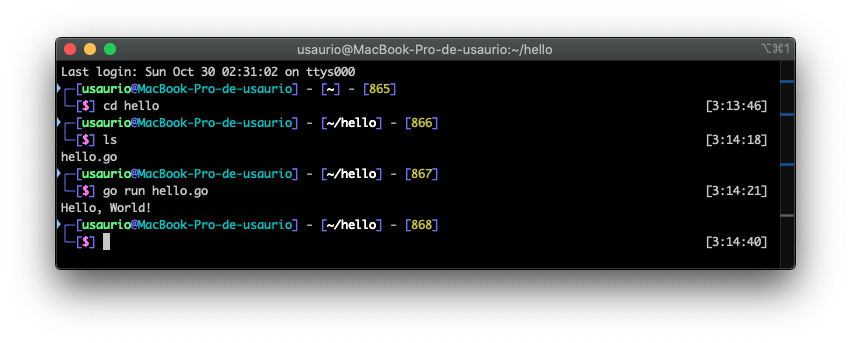 usaurio@MacBook-Pro-de-usaurio:~/hello ⌥⌘1
Last login: Sun Oct 30 02:31:02 on ttys000
┌─[usaurio@MacBook-Pro-de-usaurio] - [~] - [865]
└─[$] cd hello [3:13:46]
┌─[usaurio@MacBook-Pro-de-usaurio] - [~/hello] - [866]
└─[$] ls [3:14:18]
hello.go
┌─[usaurio@MacBook-Pro-de-usaurio] - [~/hello] - [867]
└─[$] go run hello.go [3:14:21]
Hello, World!
┌─[usaurio@MacBook-Pro-de-usaurio] - [~/hello] - [868]
└─[$] [3:14:40]